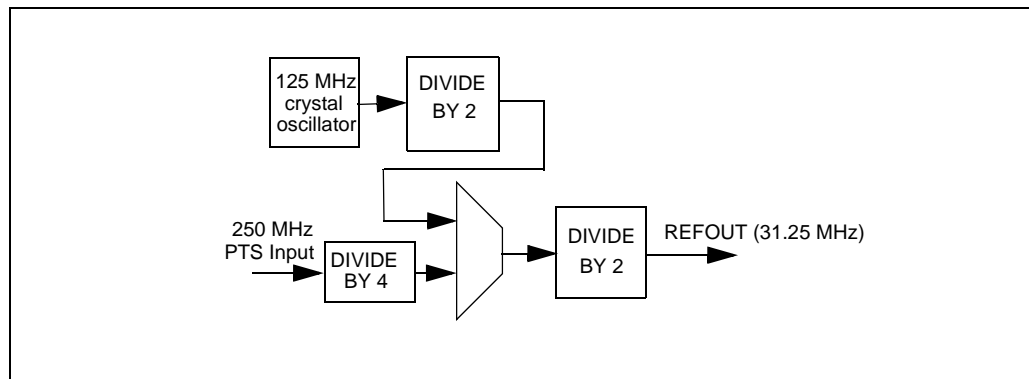 125 MHz
crystal
oscillator
DIVIDE
BY 2
250 MHz
PTS Input
DIVIDE
BY 4
DIVIDE
BY 2
REFOUT (31.25 MHz)